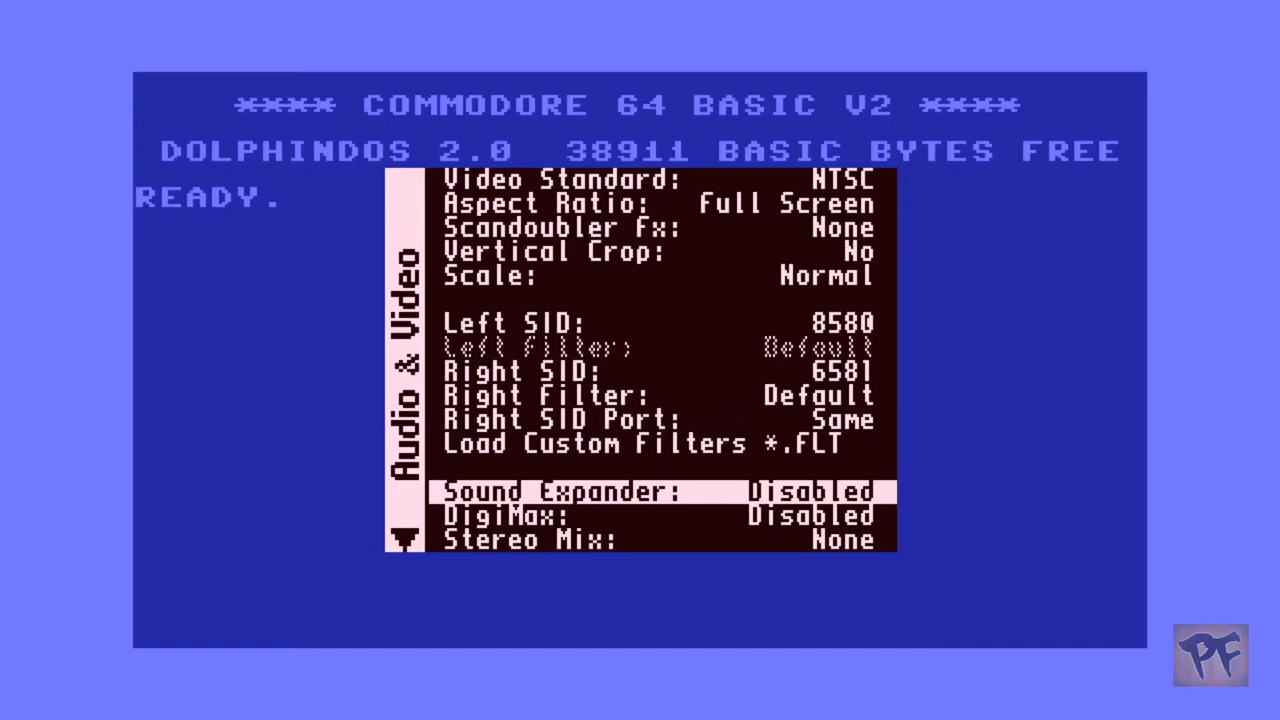 **** COMMODORE 64 BASIC V2 ****
DOLPHINDOS 2.0 38911 BASIC BYTES FREE
READY.
Audio & Video
Video Standard: NTSC
Aspect Ratio: Full Screen
Scandoubler Fx: None
Vertical Crop: No
Scale: Normal
Left SID: 8580
Left Filter: Default
Right SID: 6581
Right Filter: Default
Right SID Port: Same
Load Custom Filters *.FLT
Sound Expander: Disabled
DigiMax: Disabled
Stereo Mix: None
PF